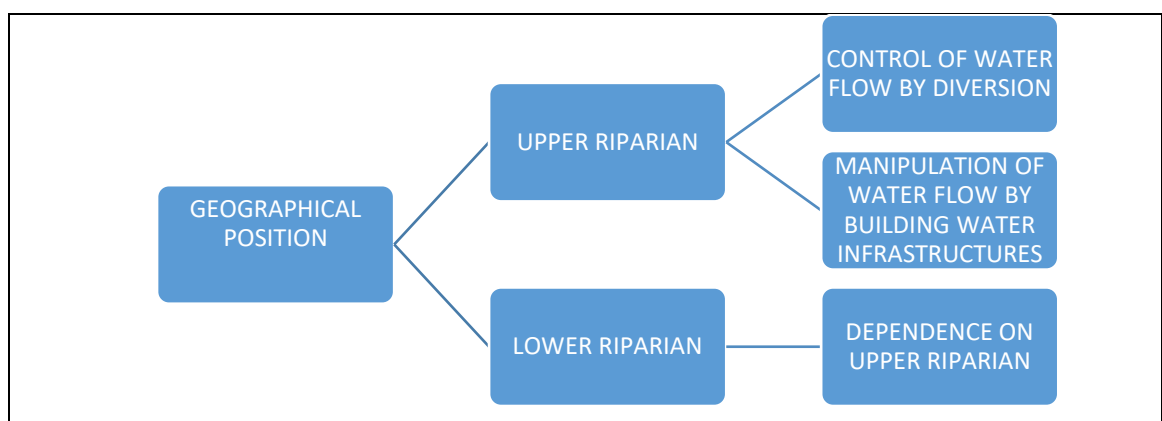 GEOGRAPHICAL
POSITION
UPPER RIPARIAN
CONTROL OF WATER
FLOW BY DIVERSION
MANIPULATION OF
WATER FLOW BY
BUILDING WATER
INFRASTRUCTURES
LOWER RIPARIAN
DEPENDENCE ON
UPPER RIPARIAN